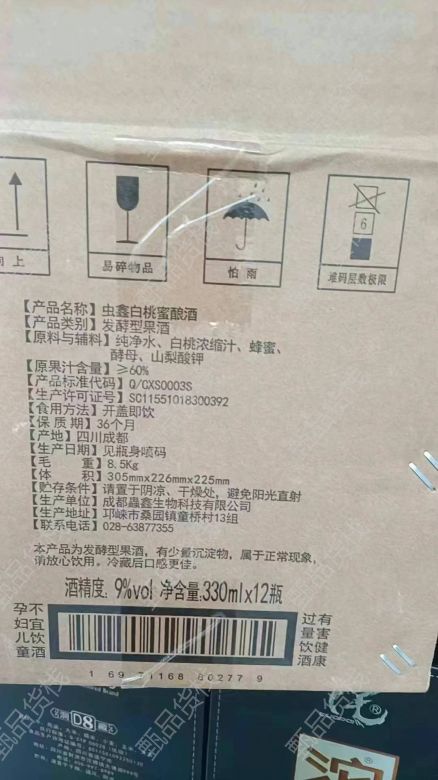 向上
易碎物品
怕雨
6
堆码层数极限
【产品名称】虫鑫白桃蜜酿酒
【产品类别】发酵型果酒
【原料与辅料】纯净水、白桃浓缩汁、蜂蜜、
酵母、山梨酸钾
【原果汁含量】≥60%
【产品标准代码】Q/GXS0003S
【生产许可证号】SC11551018300392
【食用方法】开盖即饮
【保 质 期】36个月
【产地】四川成都
【生产日期】见瓶身喷码
【毛 重】8.5Kg
【体 积】305mmx226mmx225mm
【贮存条件】请置于阴凉、干燥处，避免阳光直射
【生产单位】成都蟲鑫生物科技有限公司
【生产地址】邛崃市桑园镇童桥村13组
【联系电话】028-63877355
本产品为发酵型果酒，有少量沉淀物，属于正常现象，
请放心饮用。冷藏后口感更佳。
酒精度：9%vol 净含量:330mlx12瓶
孕妇儿童
不宜饮酒
过量饮酒
有害健康
D8
甄品货栈